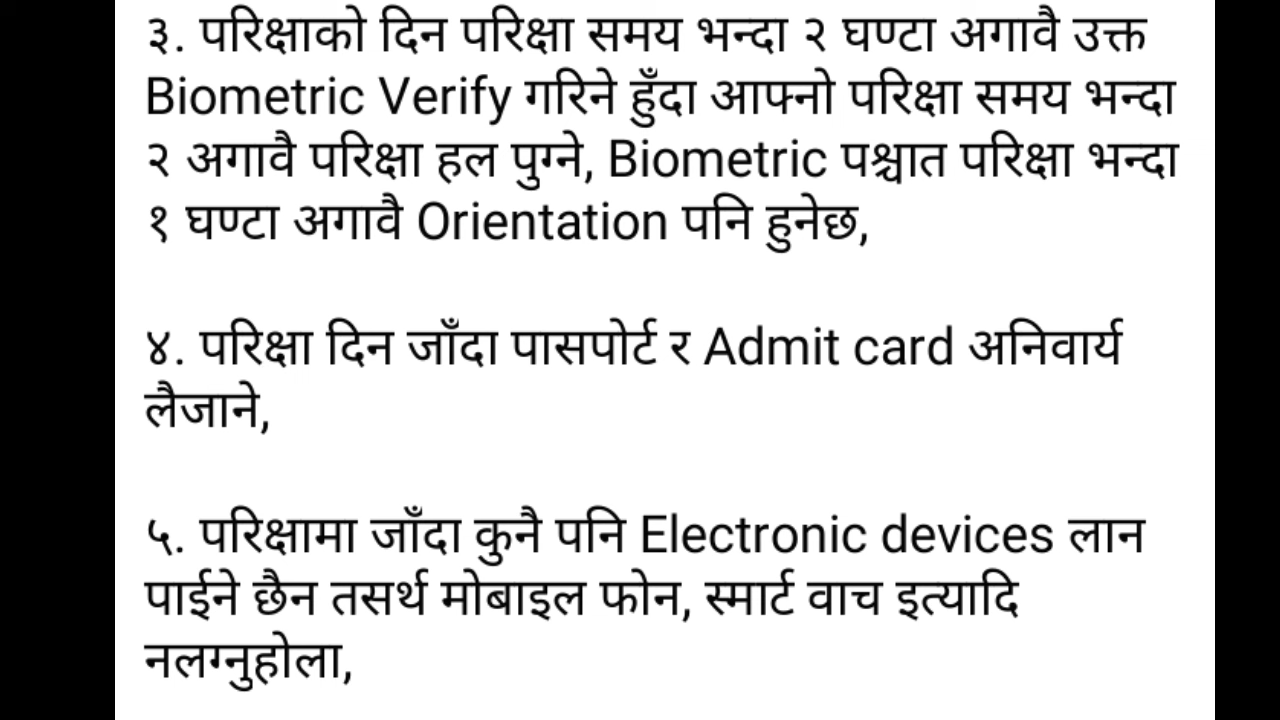 ३. परिक्षाको दिन परिक्षा समय भन्दा २ घण्टा अगावै उक्त
Biometric Verify गरिने हुँदा आफ्नो परिक्षा समय भन्दा
२ अगावै परिक्षा हल पुग्ने, Biometric पश्चात परिक्षा भन्दा
१ घण्टा अगावै Orientation पनि हुनेछ,
४. परिक्षा दिन जाँदा पासपोर्ट र Admit card अनिवार्य
लैजाने,
५. परिक्षामा जाँदा कुनै पनि Electronic devices लान
पाईने छैन तसर्थ मोबाइल फोन, स्मार्ट वाच इत्यादि
नलग्नुहोला,